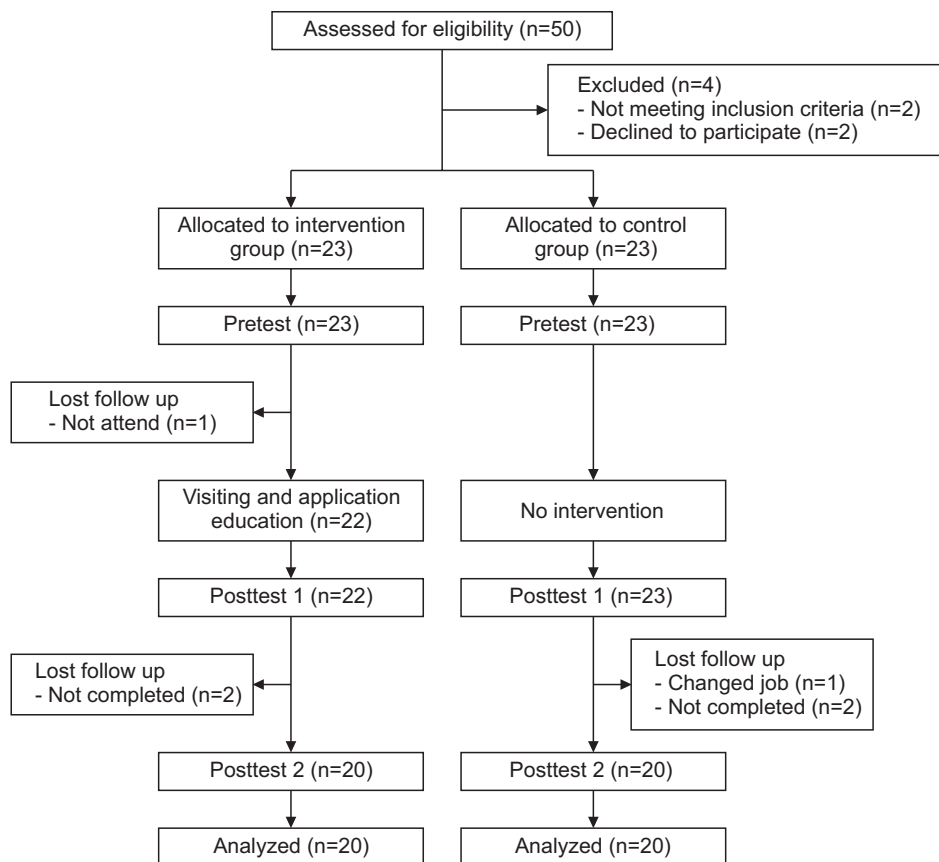 Assessed for eligibility (n=50)
Excluded (n=4)
- Not meeting inclusion criteria (n=2)
- Declined to participate (n=2)
Allocated to intervention
group (n=23)
Allocated to control
group (n=23)
Pretest (n=23)
Pretest (n=23)
Lost follow up
- Not attend (n=1)
Visiting and application
education (n=22)
No intervention
Posttest 1 (n=22)
Posttest 1 (n=23)
Lost follow up
- Not completed (n=2)
Lost follow up
- Changed job (n=1)
- Not completed (n=2)
Posttest 2 (n=20)
Posttest 2 (n=20)
Analyzed (n=20)
Analyzed (n=20)